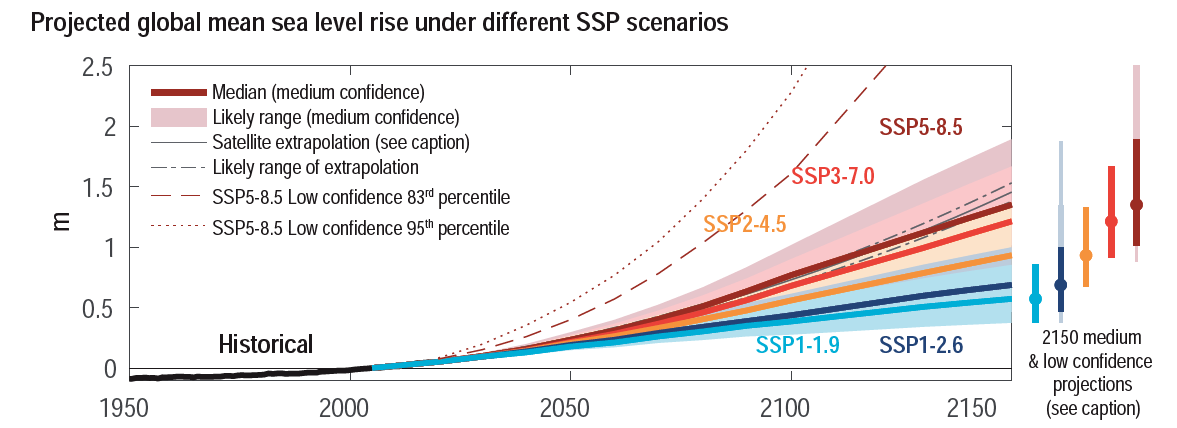 Projected global mean sea level rise under different SSP scenarios
2.5
2
1.5
1
0.5
0
m
Median (medium confidence)
Likely range (medium confidence)
Satellite extrapolation (see caption)
Likely range of extrapolation
SSP5-8.5 Low confidence 83rd percentile
SSP5-8.5 Low confidence 95th percentile
SSP5-8.5
SSP3-7.0
SSP2-4.5
Historical
SSP1-1.9
SSP1-2.6
1950
2000
2050
2100
2150
2150 medium
& low confidence
projections
(see caption)